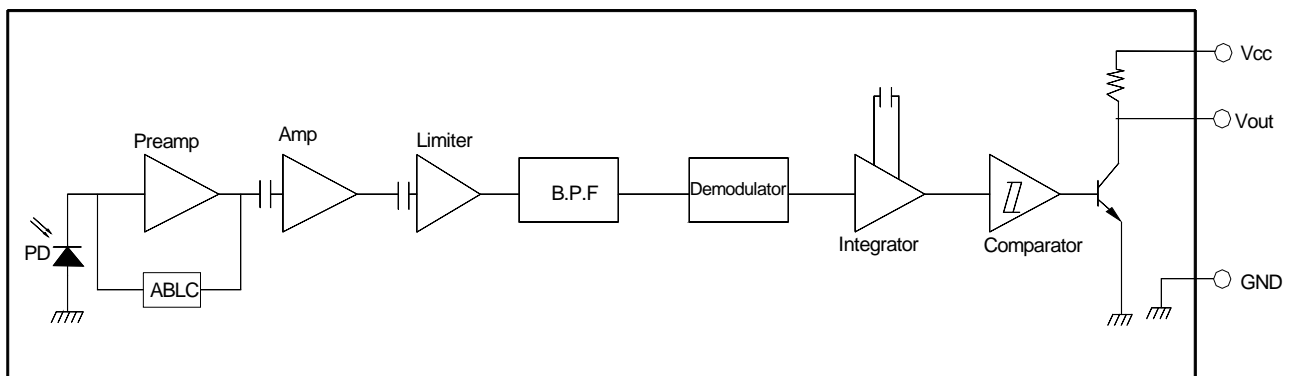 Vcc
Vout
Preamp
Amp
Limiter
B.P.F
Demodulator
Integrator
Comparator
PD
ABLC
GND